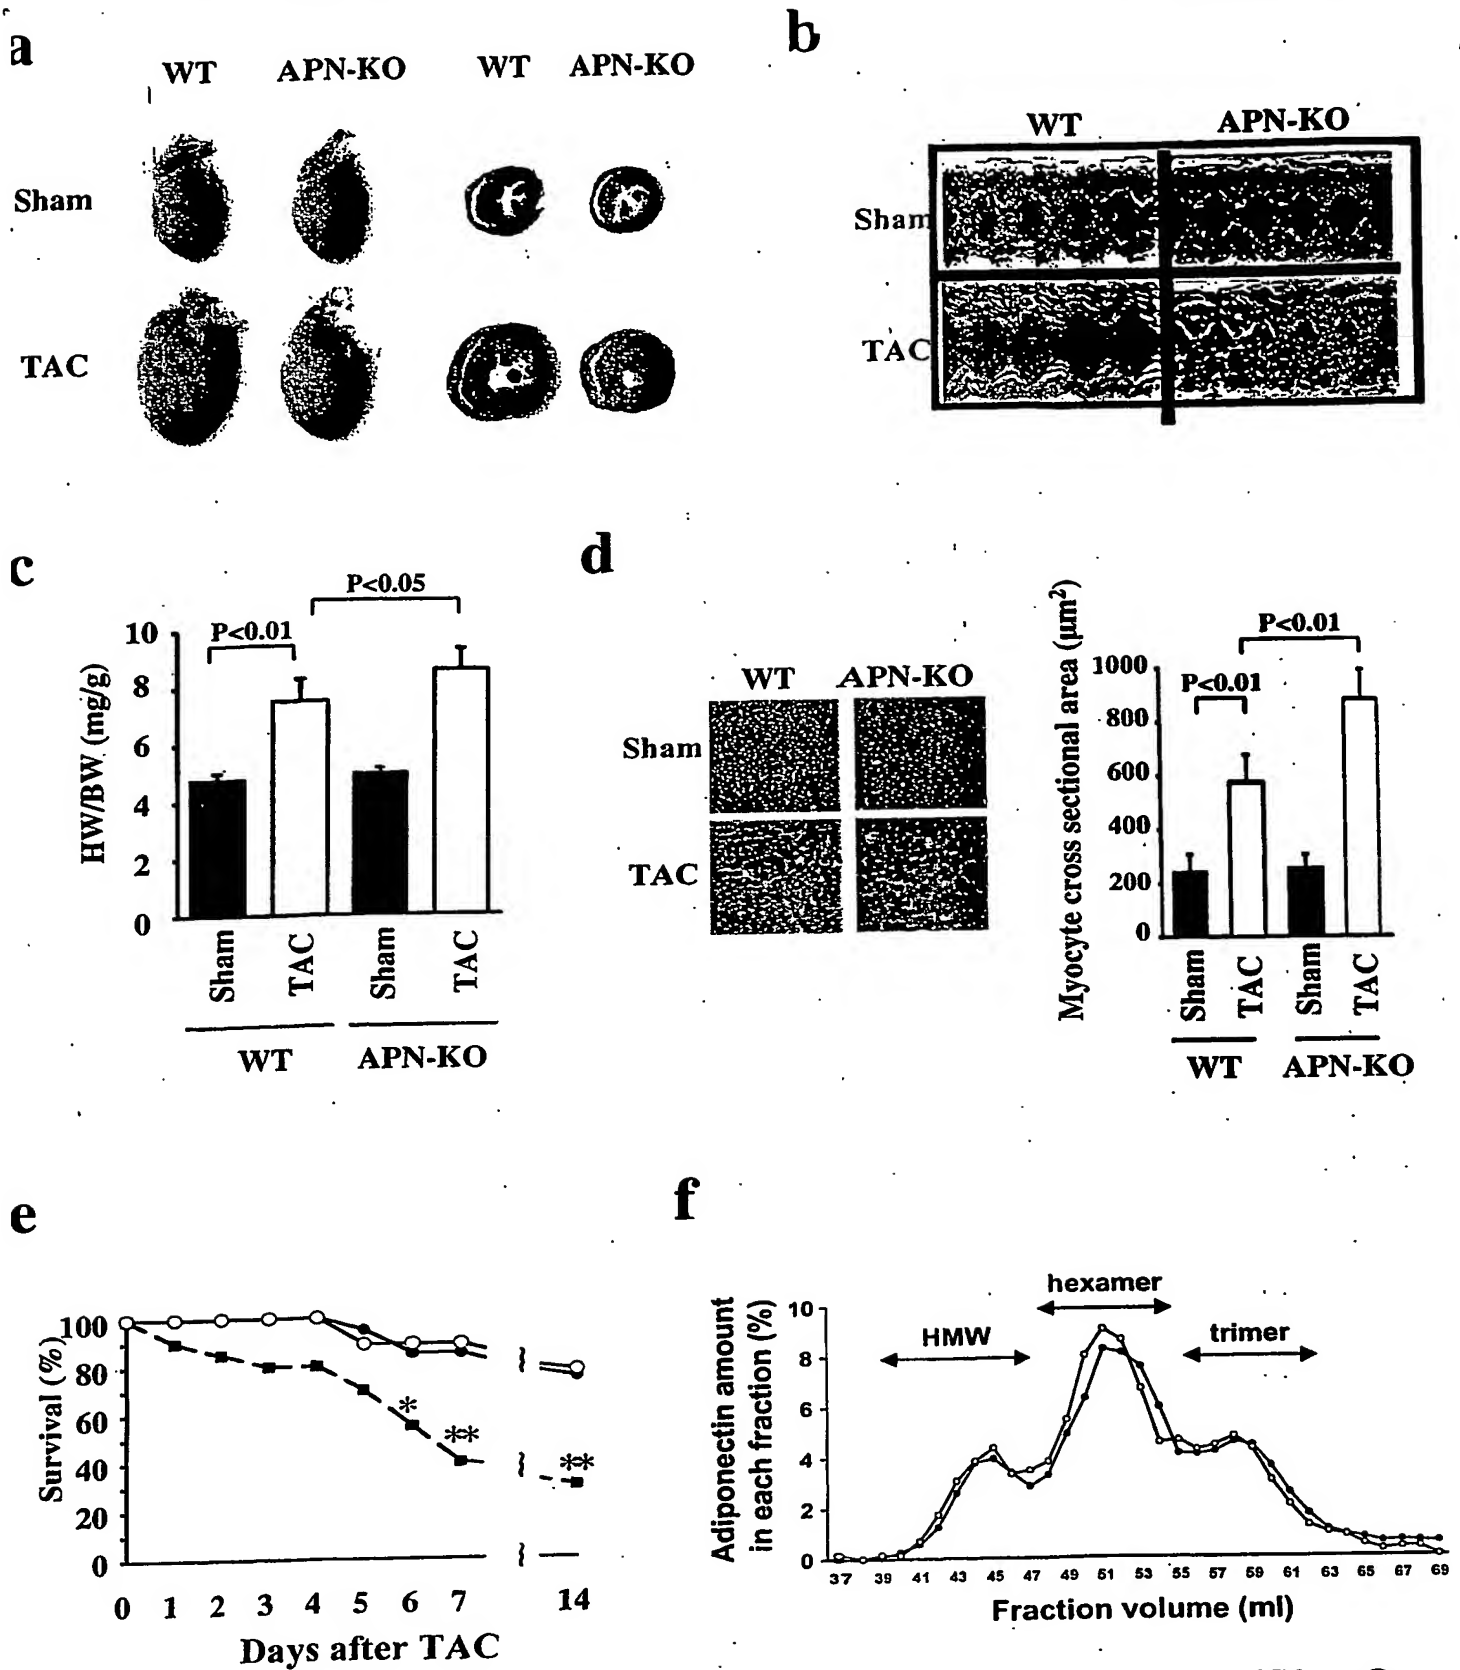 a
WT APN-KO WT APN-KO
Sham
TAC
b
WT APN-KO
Sham
TAC
c
P<0.05
P<0.01
HW/BW (mg/g)
10
8
6
4
2
0
Sham TAC Sham TAC
WT APN-KO
d
WT APN-KO
Sham
TAC
Myocyte cross sectional area (μm²)
P<0.01
P<0.01
1000
800
600
400
200
0
Sham TAC Sham TAC
WT APN-KO
e
Survival (%)
100
80
60
40
20
0
* ** **
0 1 2 3 4 5 6 7 14
Days after TAC
f
hexamer
HMW trimer
Adiponectin amount
in each fraction (%)
10
8
6
4
2
0
37 39 41 43 45 47 49 51 53 55 57 59 61 63 65 67 69
Fraction volume (ml)